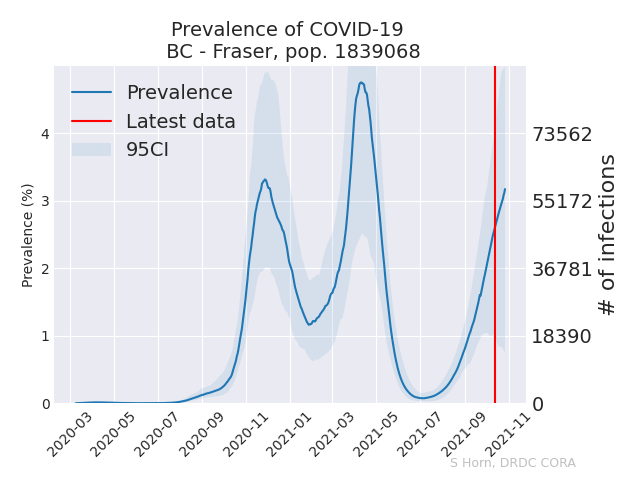 Prevalence of COVID-19
BC - Fraser, pop. 1839068
Prevalence
Latest data
95CI
Prevalence (%)
4
3
2
1
0
73562
55172
36781
18390
0
# of infections
2020-03
2020-05
2020-07
2020-09
2020-11
2021-01
2021-03
2021-05
2021-07
2021-09
2021-11
S Horn, DRDC CORA